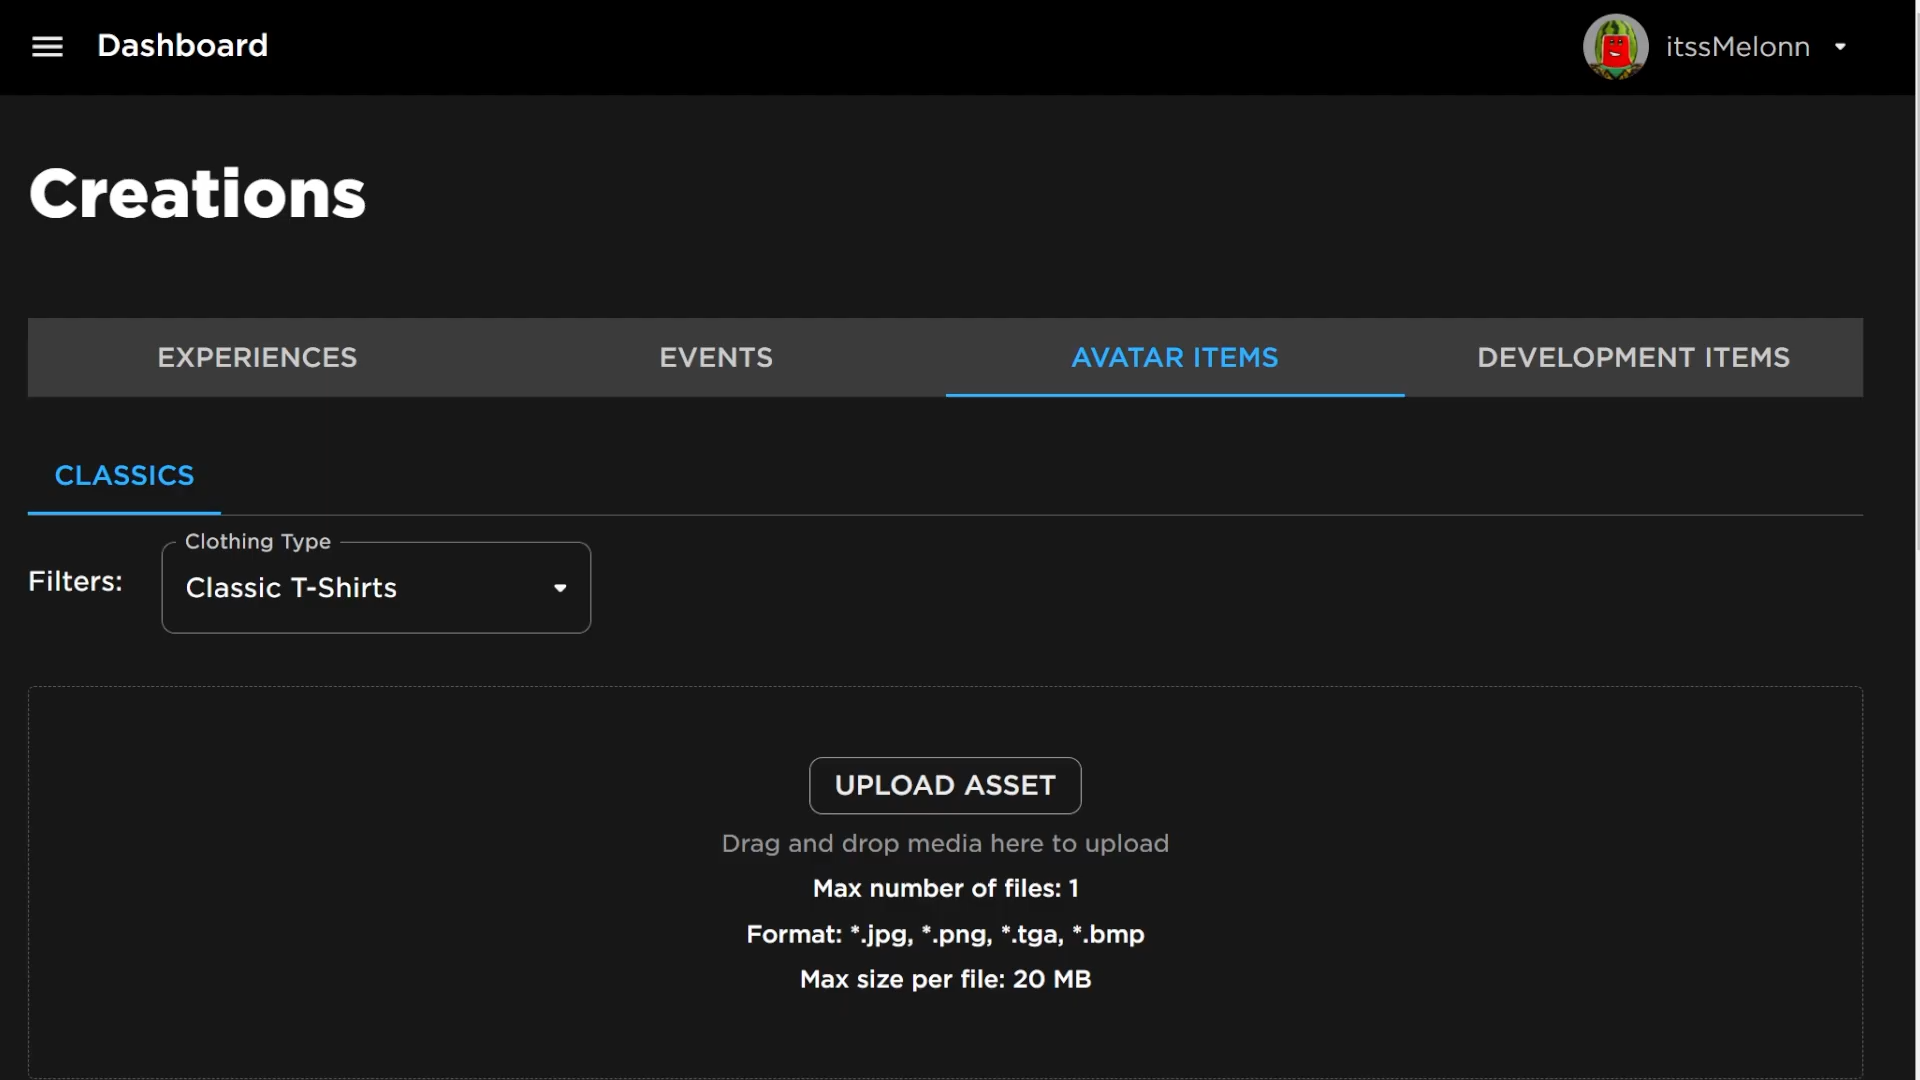 Dashboard
itssMelonn
Creations
EXPERIENCES
EVENTS
AVATAR ITEMS
DEVELOPMENT ITEMS
CLASSICS
Clothing Type
Filters:
Classic T-Shirts
UPLOAD ASSET
Drag and drop media here to upload
Max number of files: 1
Format: *.jpg, *.png, *.tga, *.bmp
Max size per file: 20 MB